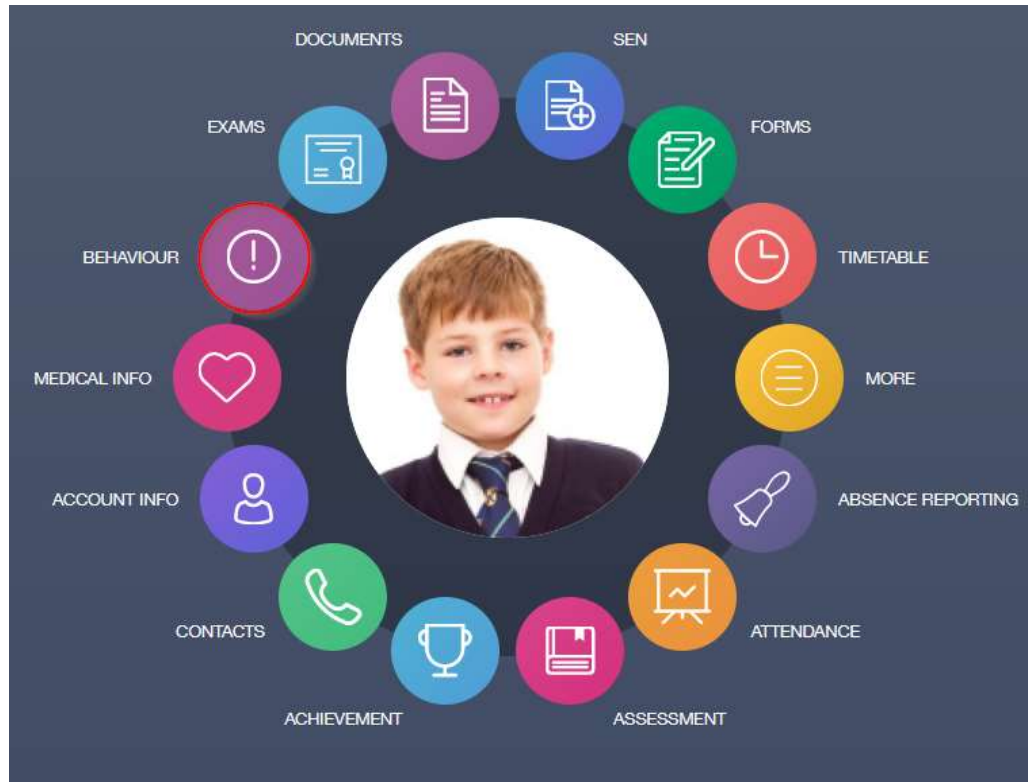 DOCUMENTS
SEN
EXAMS
FORMS
BEHAVIOUR
TIMETABLE
MEDICAL INFO
MORE
ACCOUNT INFO
ABSENCE REPORTING
CONTACTS
ATTENDANCE
ACHIEVEMENT
ASSESSMENT